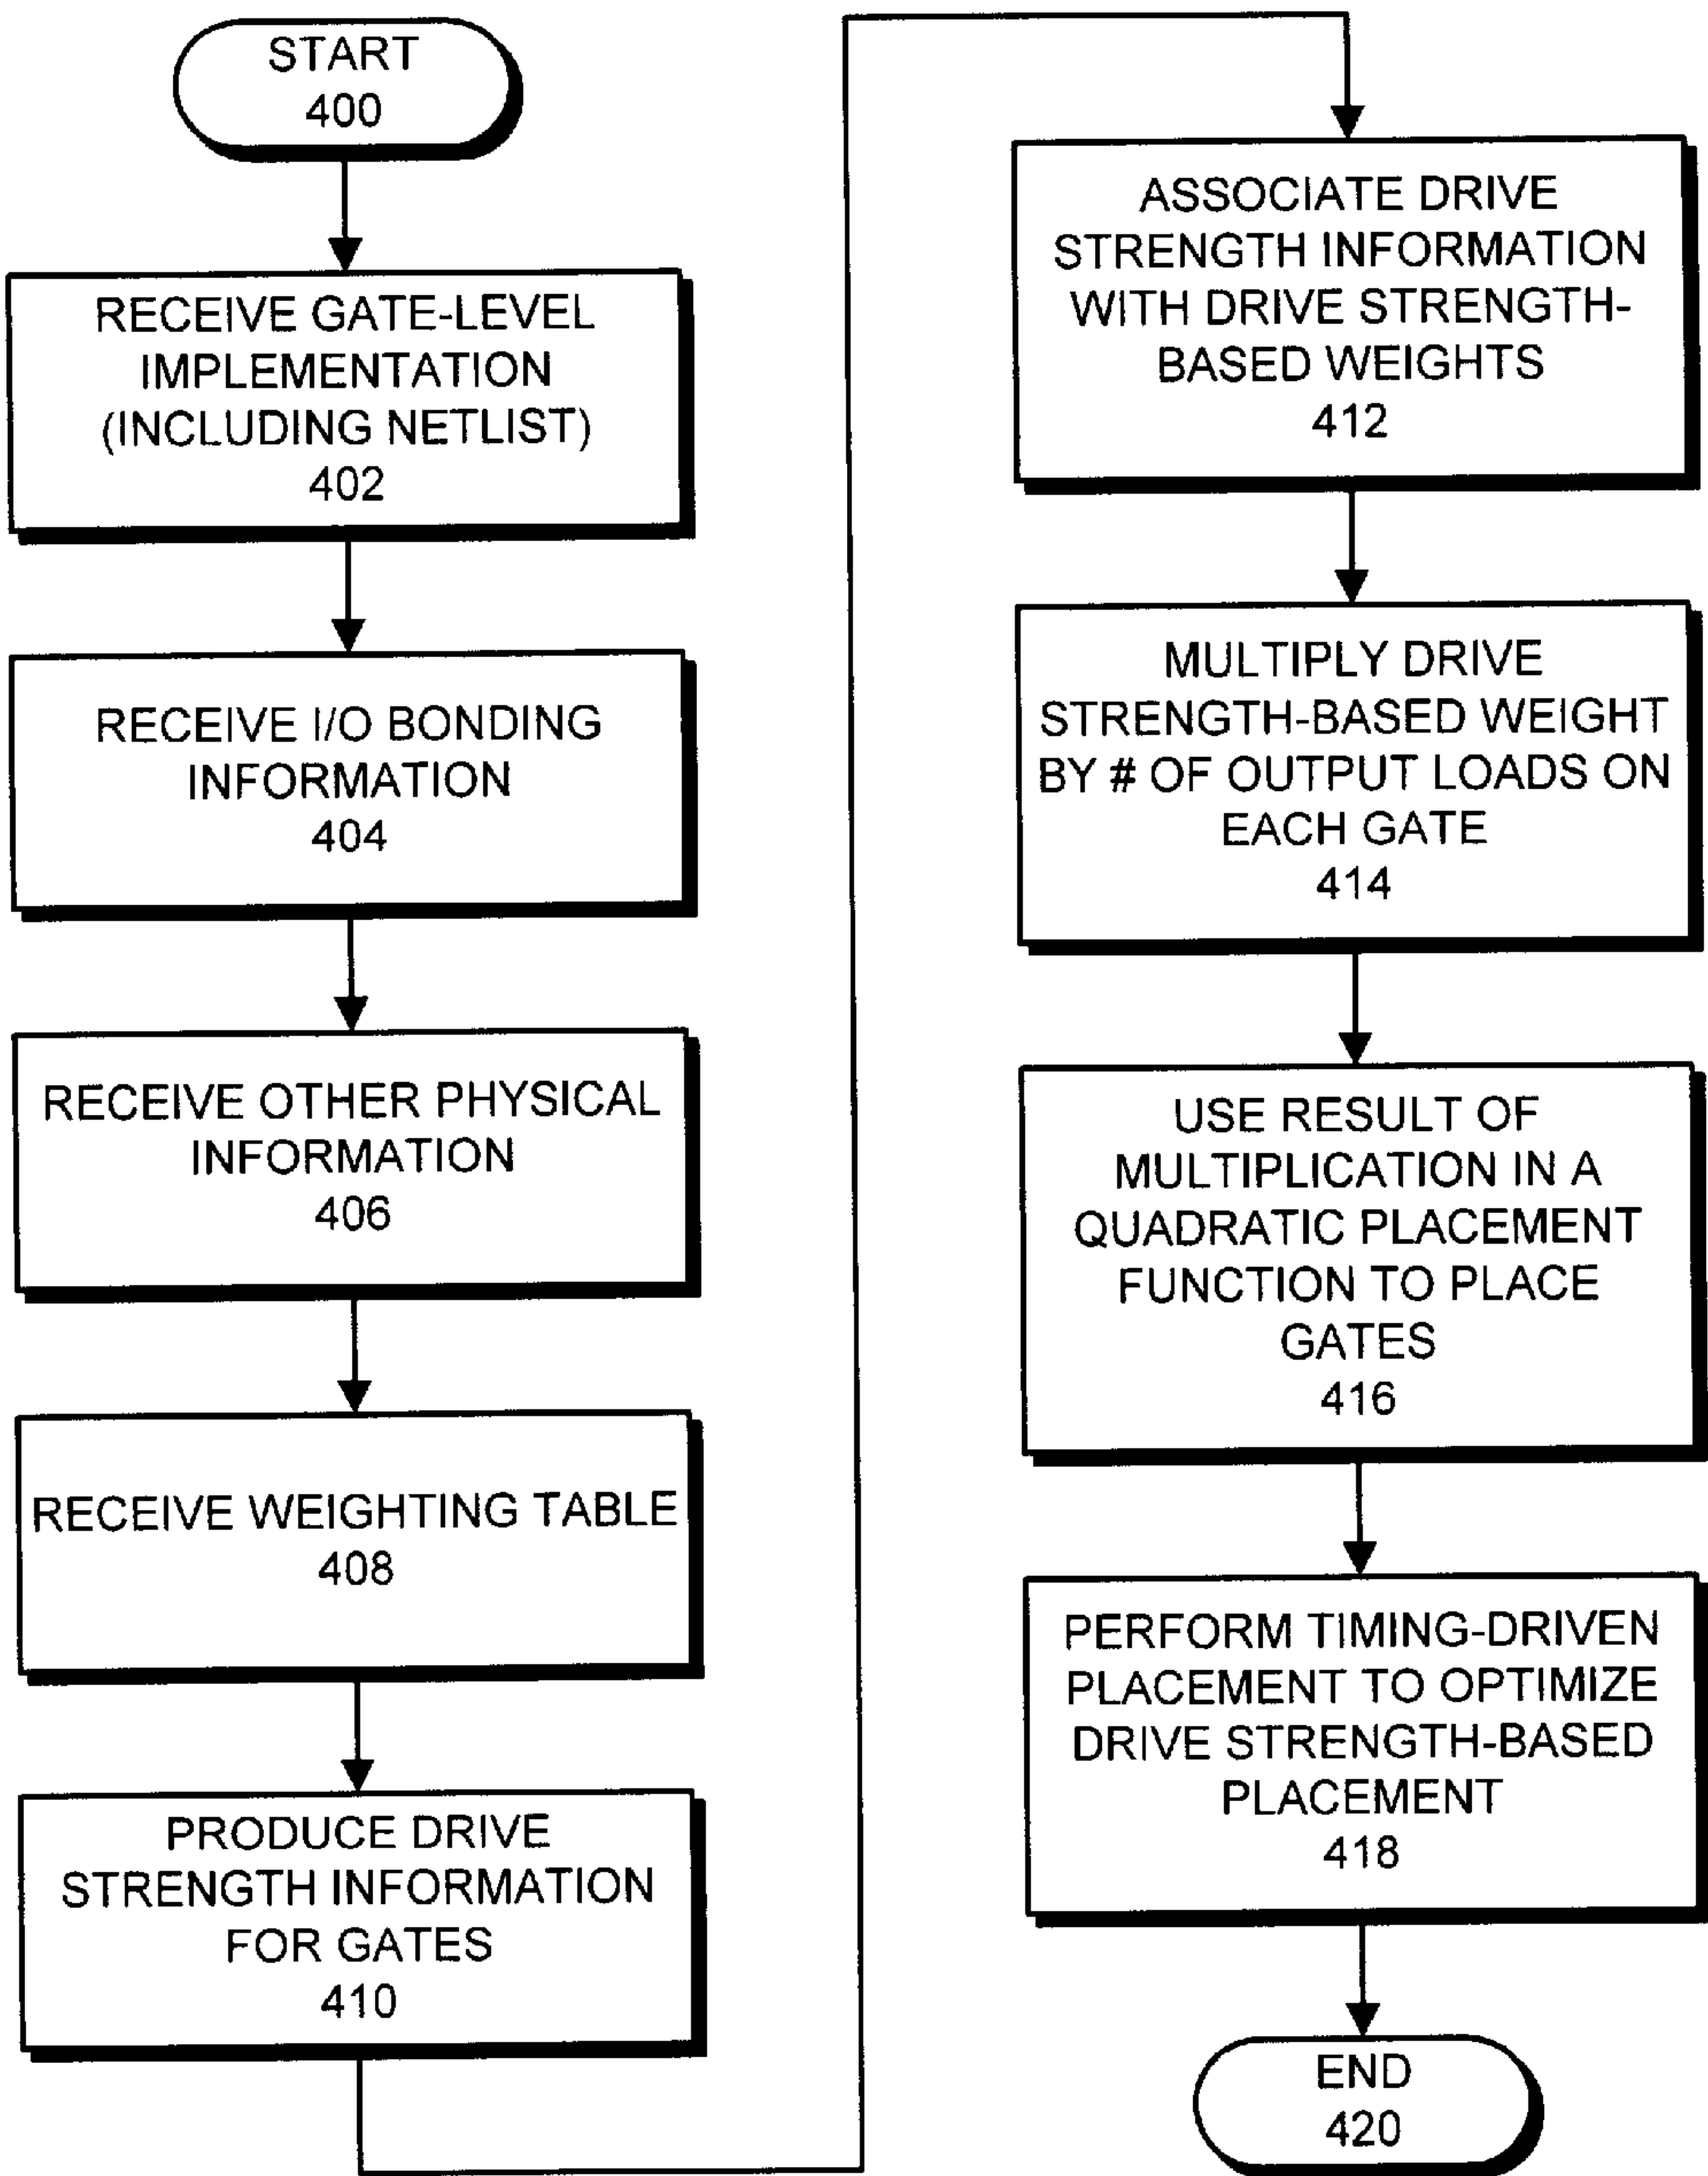 START
400
RECEIVE GATE-LEVEL
IMPLEMENTATION
(INCLUDING NETLIST)
402
RECEIVE I/O BONDING
INFORMATION
404
RECEIVE OTHER PHYSICAL
INFORMATION
406
RECEIVE WEIGHTING TABLE
408
PRODUCE DRIVE
STRENGTH INFORMATION
FOR GATES
410
ASSOCIATE DRIVE
STRENGTH INFORMATION
WITH DRIVE STRENGTH-
BASED WEIGHTS
412
MULTIPLY DRIVE
STRENGTH-BASED WEIGHT
BY # OF OUTPUT LOADS ON
EACH GATE
414
USE RESULT OF
MULTIPLICATION IN A
QUADRATIC PLACEMENT
FUNCTION TO PLACE
GATES
416
PERFORM TIMING-DRIVEN
PLACEMENT TO OPTIMIZE
DRIVE STRENGTH-BASED
PLACEMENT
418
END
420